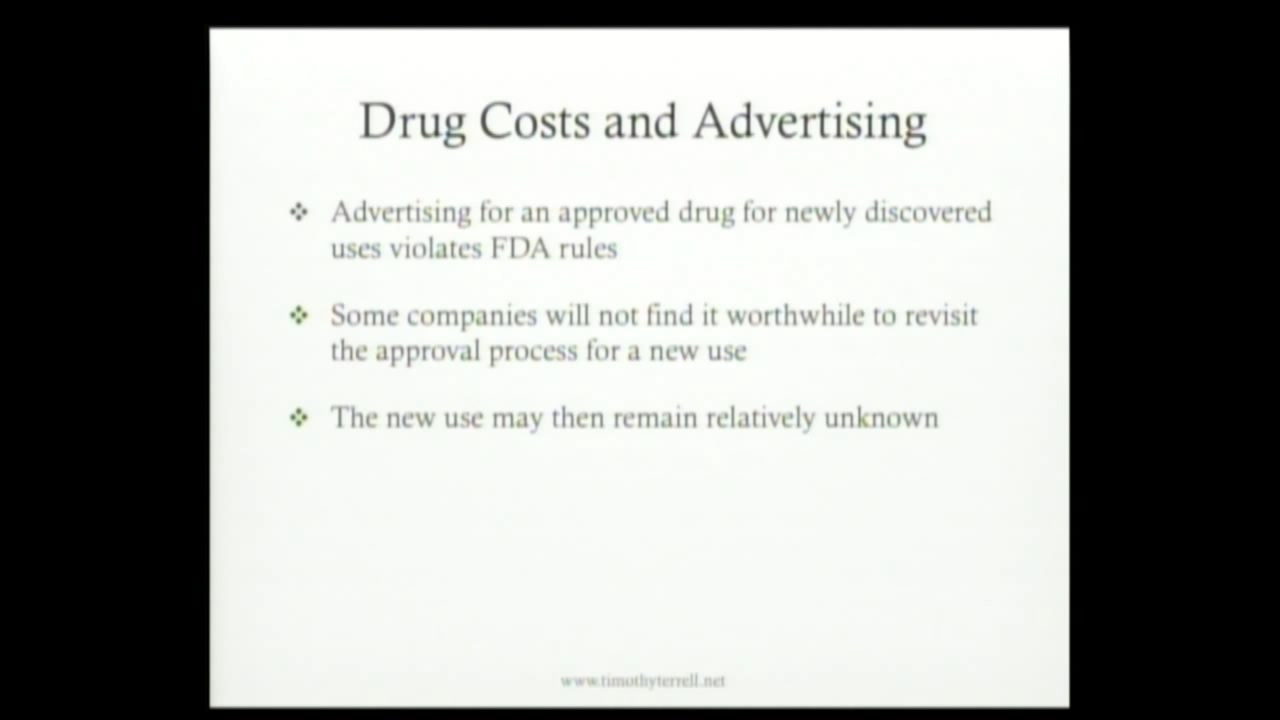 Drug Costs and Advertising
Advertising for an approved drug for newly discovered
uses violates FDA rules
Some companies will not find it worthwhile to revisit
the approval process for a new use
The new use may then remain relatively unknown
www.timothyterrell.net